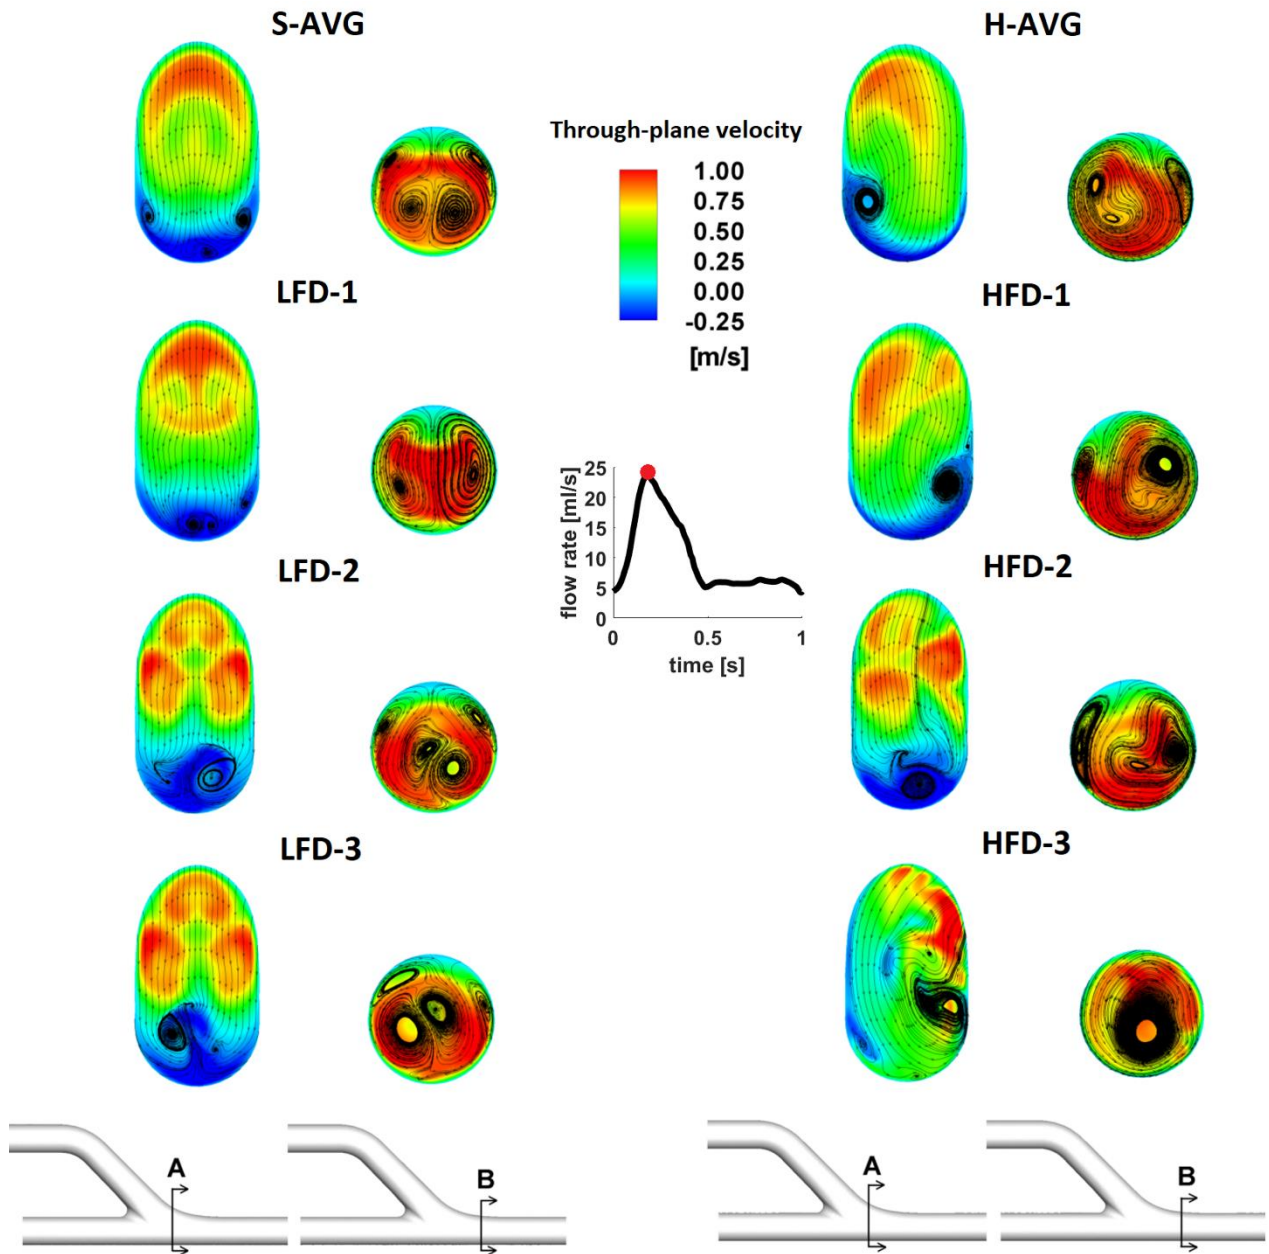 S-AVG
H-AVG
Through-plane velocity
1.00
0.75
0.50
0.25
0.00
-0.25
[m/s]
LFD-1
HFD-1
25
20
15
10
5
0
flow rate [ml/s]
0
0.5
1
time [s]
LFD-2
HFD-2
LFD-3
HFD-3
A
B
A
B